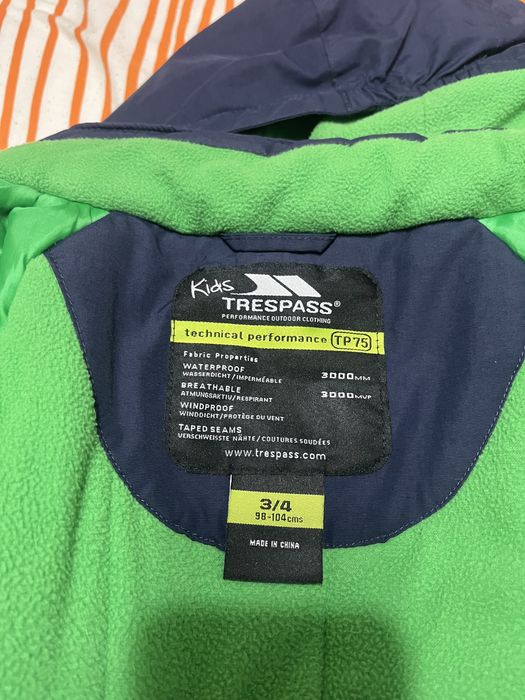 Kids
TRESPASS®
PERFORMANCE OUTDOOR CLOTHING
technical performance TP75
Fabric Properties
WATERPROOF 3000MM
WASSERDICHT/IMPERMÉABLE
BREATHABLE 3000MVP
ATMUNGSAKTIV/RESPIRANT
WINDPROOF
WINDDICHT/PROTÈGE DU VENT
TAPED SEAMS
VERSCHWEISSTE NÄHTE/COUTURES SOUDÉES
www.trespass.com
3/4
98-104cms
MADE IN CHINA